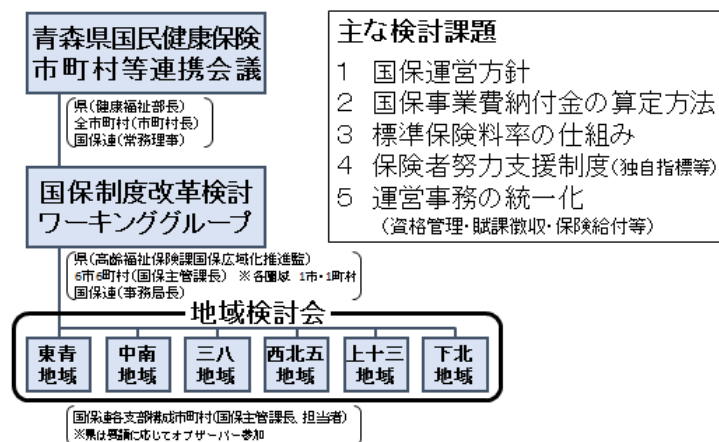 青森県国民健康保険
市町村等連携会議
県(健康福祉部長)
全市町村(市町村長)
国保連(常務理事)
国保制度改革検討
ワーキンググループ
県(高齢福祉保険課国保広域化推進監)
6市6町村(国保主管課長) ※各圏域 1市・1町村
国保連(事務局長)
地域検討会
東青
地域
中南
地域
三八
地域
西北五
地域
上十三
地域
下北
地域
国保連各支部構成市町村(国保主管課長、担当者)
※県は要請に応じてオブザーバー参加
主な検討課題
1 国保運営方針
2 国保事業費納付金の算定方法
3 標準保険料率の仕組み
4 保険者努力支援制度(独自指標等)
5 運営事務の統一化
(資格管理・賦課徴収・保険給付等)